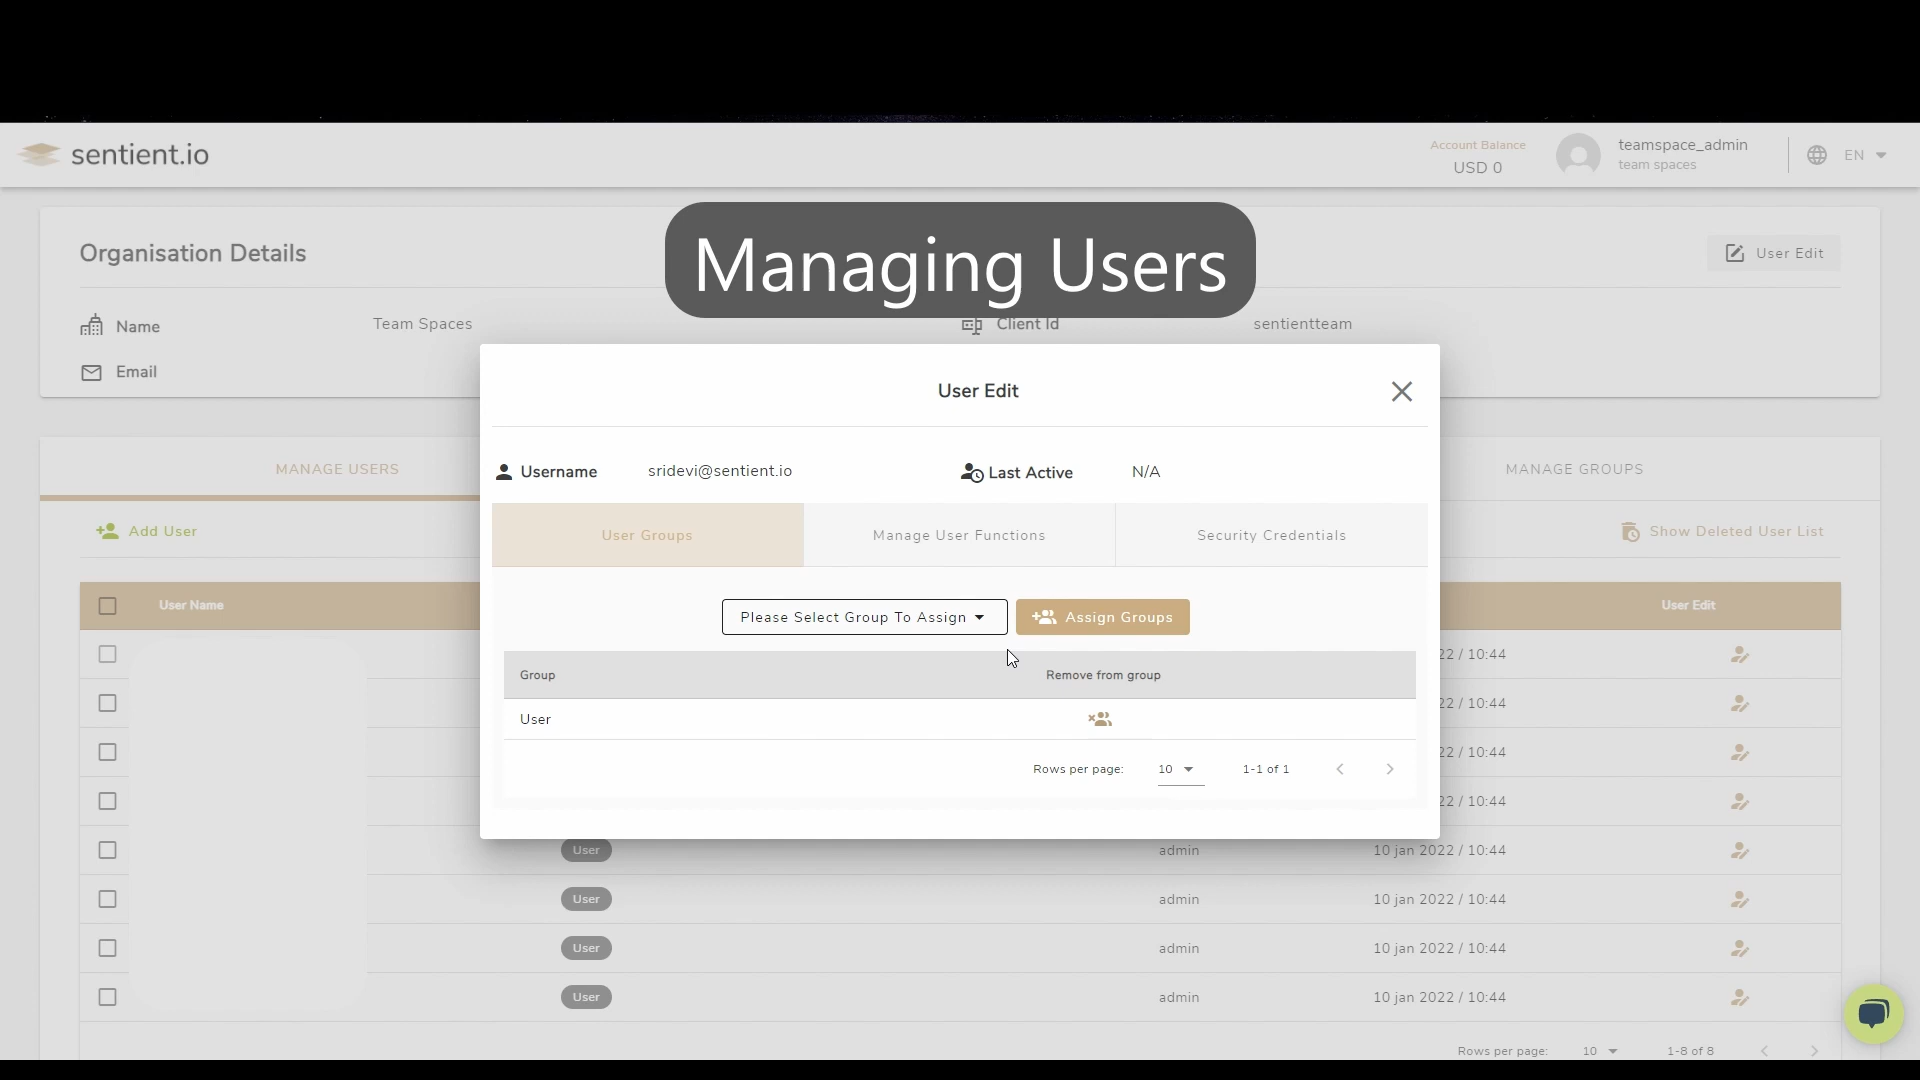 sentient.io
Account Balance
USD 0
teamspace_admin
team spaces
EN
Managing Users
Organisation Details
User Edit
Name
Team Spaces
Client Id
sentientteam
Email
User Edit
Username
sridevi@sentient.io
Last Active
N/A
MANAGE USERS
MANAGE GROUPS
User Groups
Manage User Functions
Security Credentials
Add User
Show Deleted User List
User Name
User Edit
Please Select Group To Assign
Assign Groups
Group
Remove from group
User
Rows per page:
10
1-1 of 1
22 / 10:44
22 / 10:44
22 / 10:44
22 / 10:44
User admin 10 jan 2022 / 10:44
User admin 10 jan 2022 / 10:44
User admin 10 jan 2022 / 10:44
User admin 10 jan 2022 / 10:44
Rows per page: 10 1-8 of 8